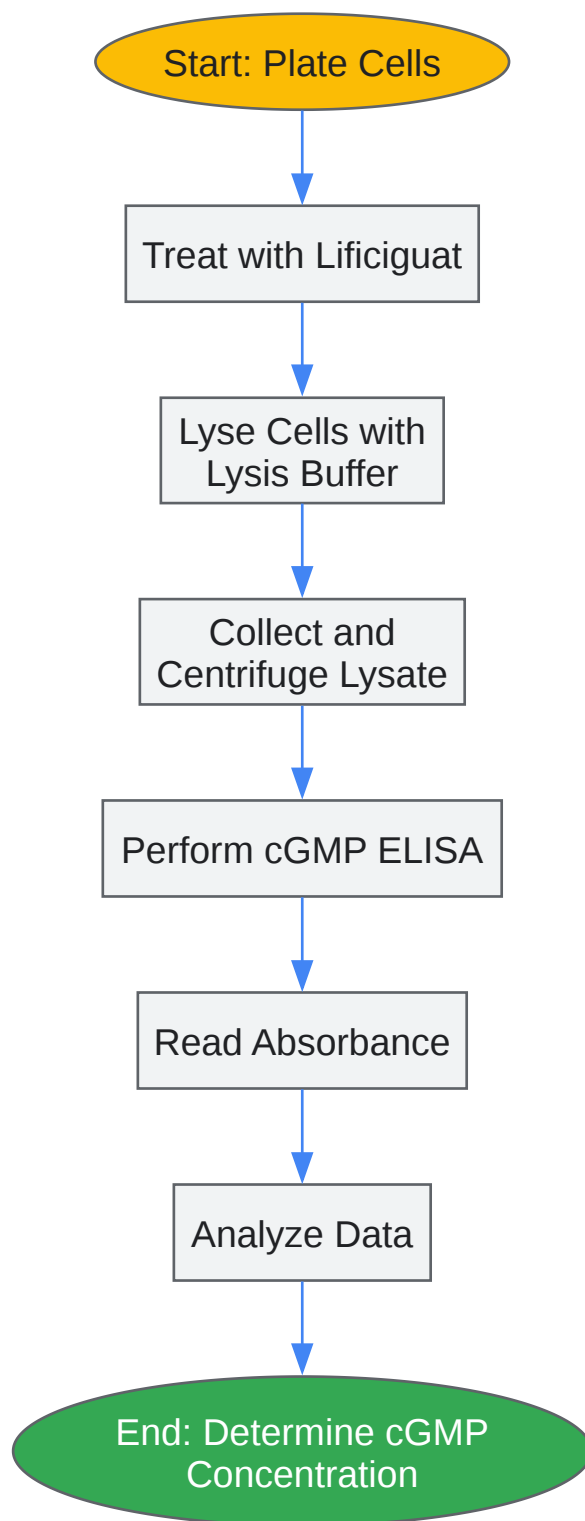 Start: Plate Cells
Treat with Lificiguat
Lyse Cells with
Lysis Buffer
Collect and
Centrifuge Lysate
Perform cGMP ELISA
Read Absorbance
Analyze Data
End: Determine cGMP
Concentration